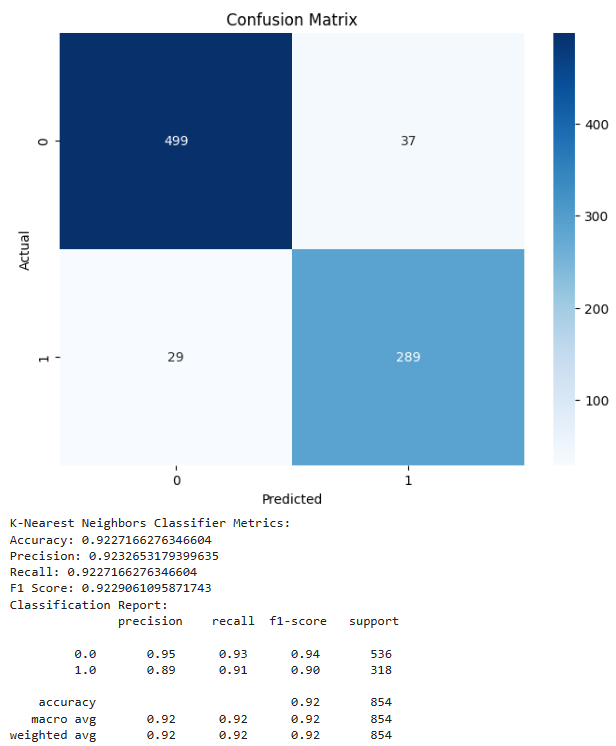 Confusion Matrix
0
499
37
400
300
Actual
200
1
29
289
100
0
1
Predicted
K-Nearest Neighbors Classifier Metrics:
Accuracy: 0.9227166276346604
Precision: 0.9232653179399635
Recall: 0.9227166276346604
F1 Score: 0.9229061095871743
Classification Report:
precision recall f1-score support
0.0 0.95 0.93 0.94 536
1.0 0.89 0.91 0.90 318
accuracy 0.92 854
macro avg 0.92 0.92 0.92 854
weighted avg 0.92 0.92 0.92 854